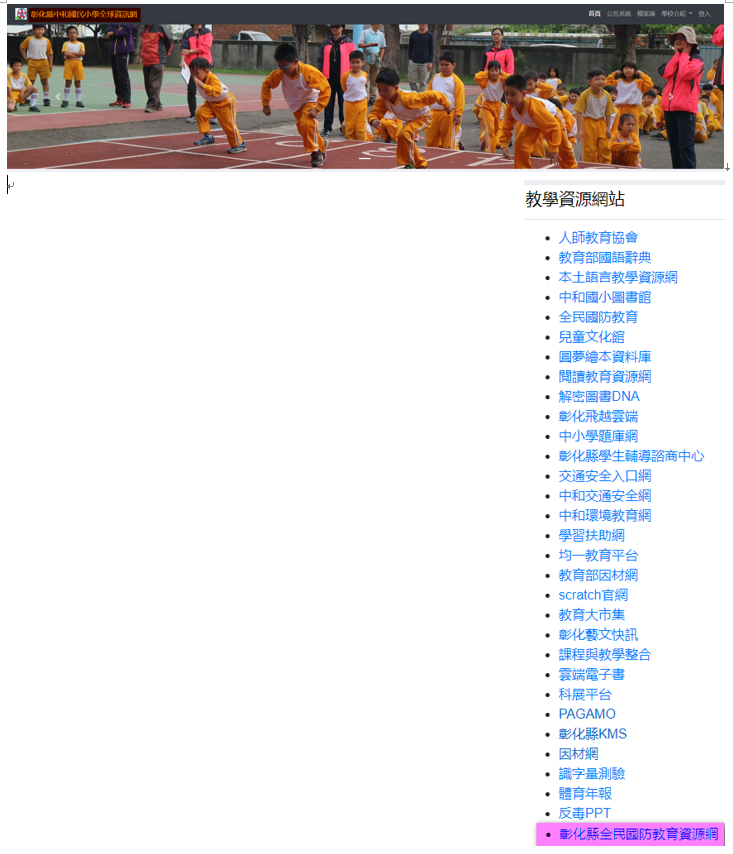 彰化縣中和國民小學全球資訊網
首頁 公告系統 檔案庫 學校介紹 登入
教學資源網站
人師教育協會
教育部國語辭典
本土語言教學資源網
中和國小圖書館
全民國防教育
兒童文化館
圓夢繪本資料庫
閱讀教育資源網
解密圖書DNA
彰化飛越雲端
中小學題庫網
彰化縣學生輔導諮商中心
交通安全入口網
中和交通安全網
中和環境教育網
學習扶助網
均一教育平台
教育部因材網
scratch官網
教育大市集
彰化藝文快訊
課程與教學整合
雲端電子書
科展平台
PAGAMO
彰化縣KMS
因材網
識字量測驗
體育年報
反毒PPT
彰化縣全民國防教育資源網